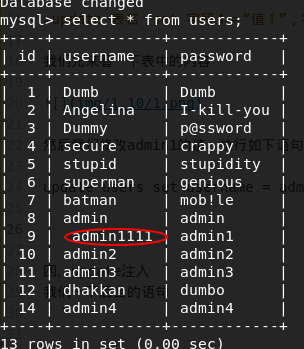 Database changed
mysql> select * from users;
+----+----------+------------+
| id | username | password   |
+----+----------+------------+
|  1 | Dumb     | Dumb       |
|  2 | Angelina | I-kill-you |
|  3 | Dummy    | p@ssword   |
|  4 | secure   | crappy     |
|  5 | stupid   | stupidity  |
|  6 | superman | genious    |
|  7 | batman   | mob!le     |
|  8 | admin    | admin      |
|  9 | admin1111 | admin1     |
| 10 | admin2   | admin2     |
| 11 | admin3   | admin3     |
| 12 | dhakkan  | dumbo      |
| 14 | admin4   | admin4     |
+----+----------+------------+
13 rows in set (0.00 sec)